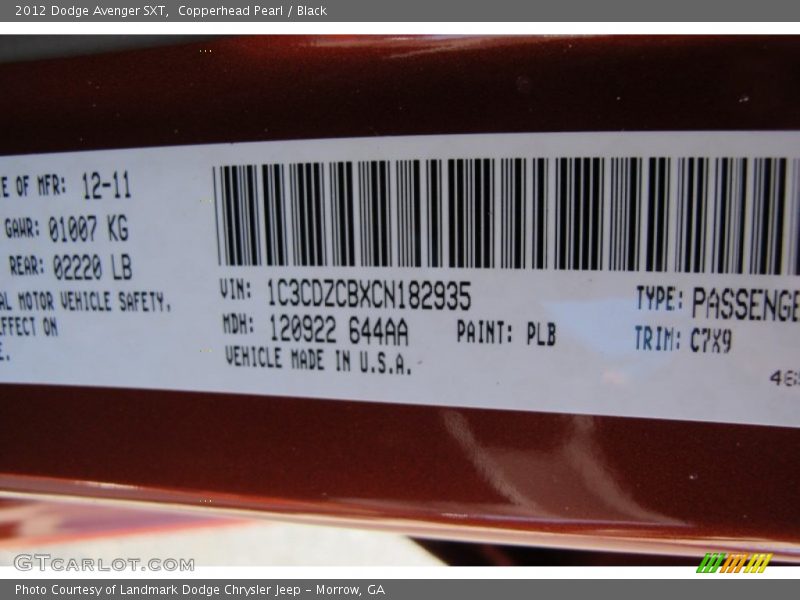 2012 Dodge Avenger SXT, Copperhead Pearl / Black
E OF MFR: 12-11
GAWR: 01007 KG
REAR: 02220 LB
AL MOTOR VEHICLE SAFETY,
EFFECT ON
E.
VIN: 1C3CDZCBXCN182935
MDH: 120922 644AA PAINT: PLB
VEHICLE MADE IN U.S.A.
TYPE: PASSENGE
TRIM: C7X9
GTCARLOT.COM
Photo Courtesy of Landmark Dodge Chrysler Jeep – Morrow, GA